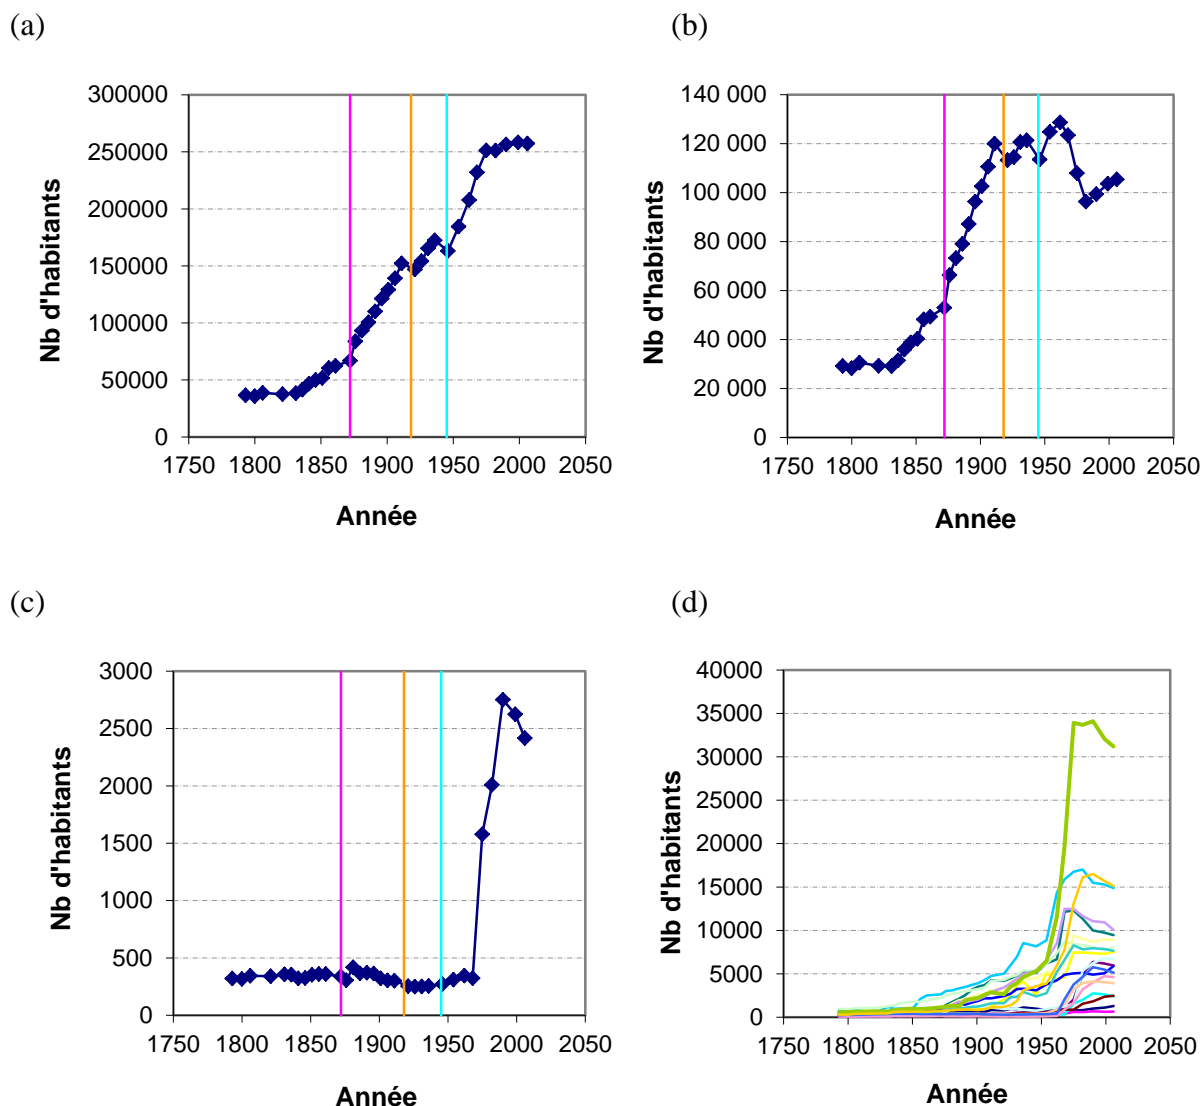 (a)
(b)
300000
250000
200000
150000
100000
50000
0
Nb d'habitants
1750 1800 1850 1900 1950 2000 2050
Année
140 000
120 000
100 000
80 000
60 000
40 000
20 000
0
Nb d'habitants
1750 1800 1850 1900 1950 2000 2050
Année
(c)
(d)
3000
2500
2000
1500
1000
500
0
Nb d'habitants
1750 1800 1850 1900 1950 2000 2050
Année
40000
35000
30000
25000
20000
15000
10000
5000
0
Nb d'habitants
1750 1800 1850 1900 1950 2000 2050
Année